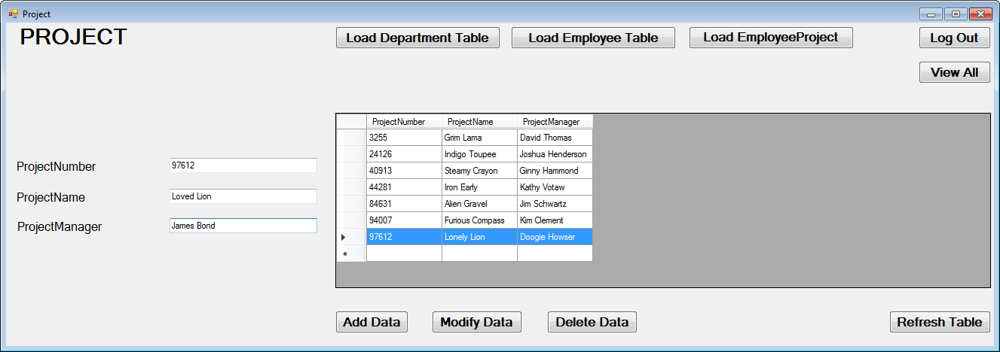 Project
PROJECT
Load Department Table Load Employee Table Load EmployeeProject Log Out
View All
ProjectNumber ProjectName ProjectManager
3255 Grim Lama David Thomas
24126 Indigo Toupee Joshua Henderson
40913 Steamy Crayon Ginny Hammond
44281 Iron Early Kathy Votaw
84631 Alien Gravel Jim Schwartz
94007 Furious Compass Kim Clement
97612 Lonely Lion Doogie Howser
*
ProjectNumber 97612
ProjectName Loved Lion
ProjectManager James Bond
Add Data Modify Data Delete Data Refresh Table